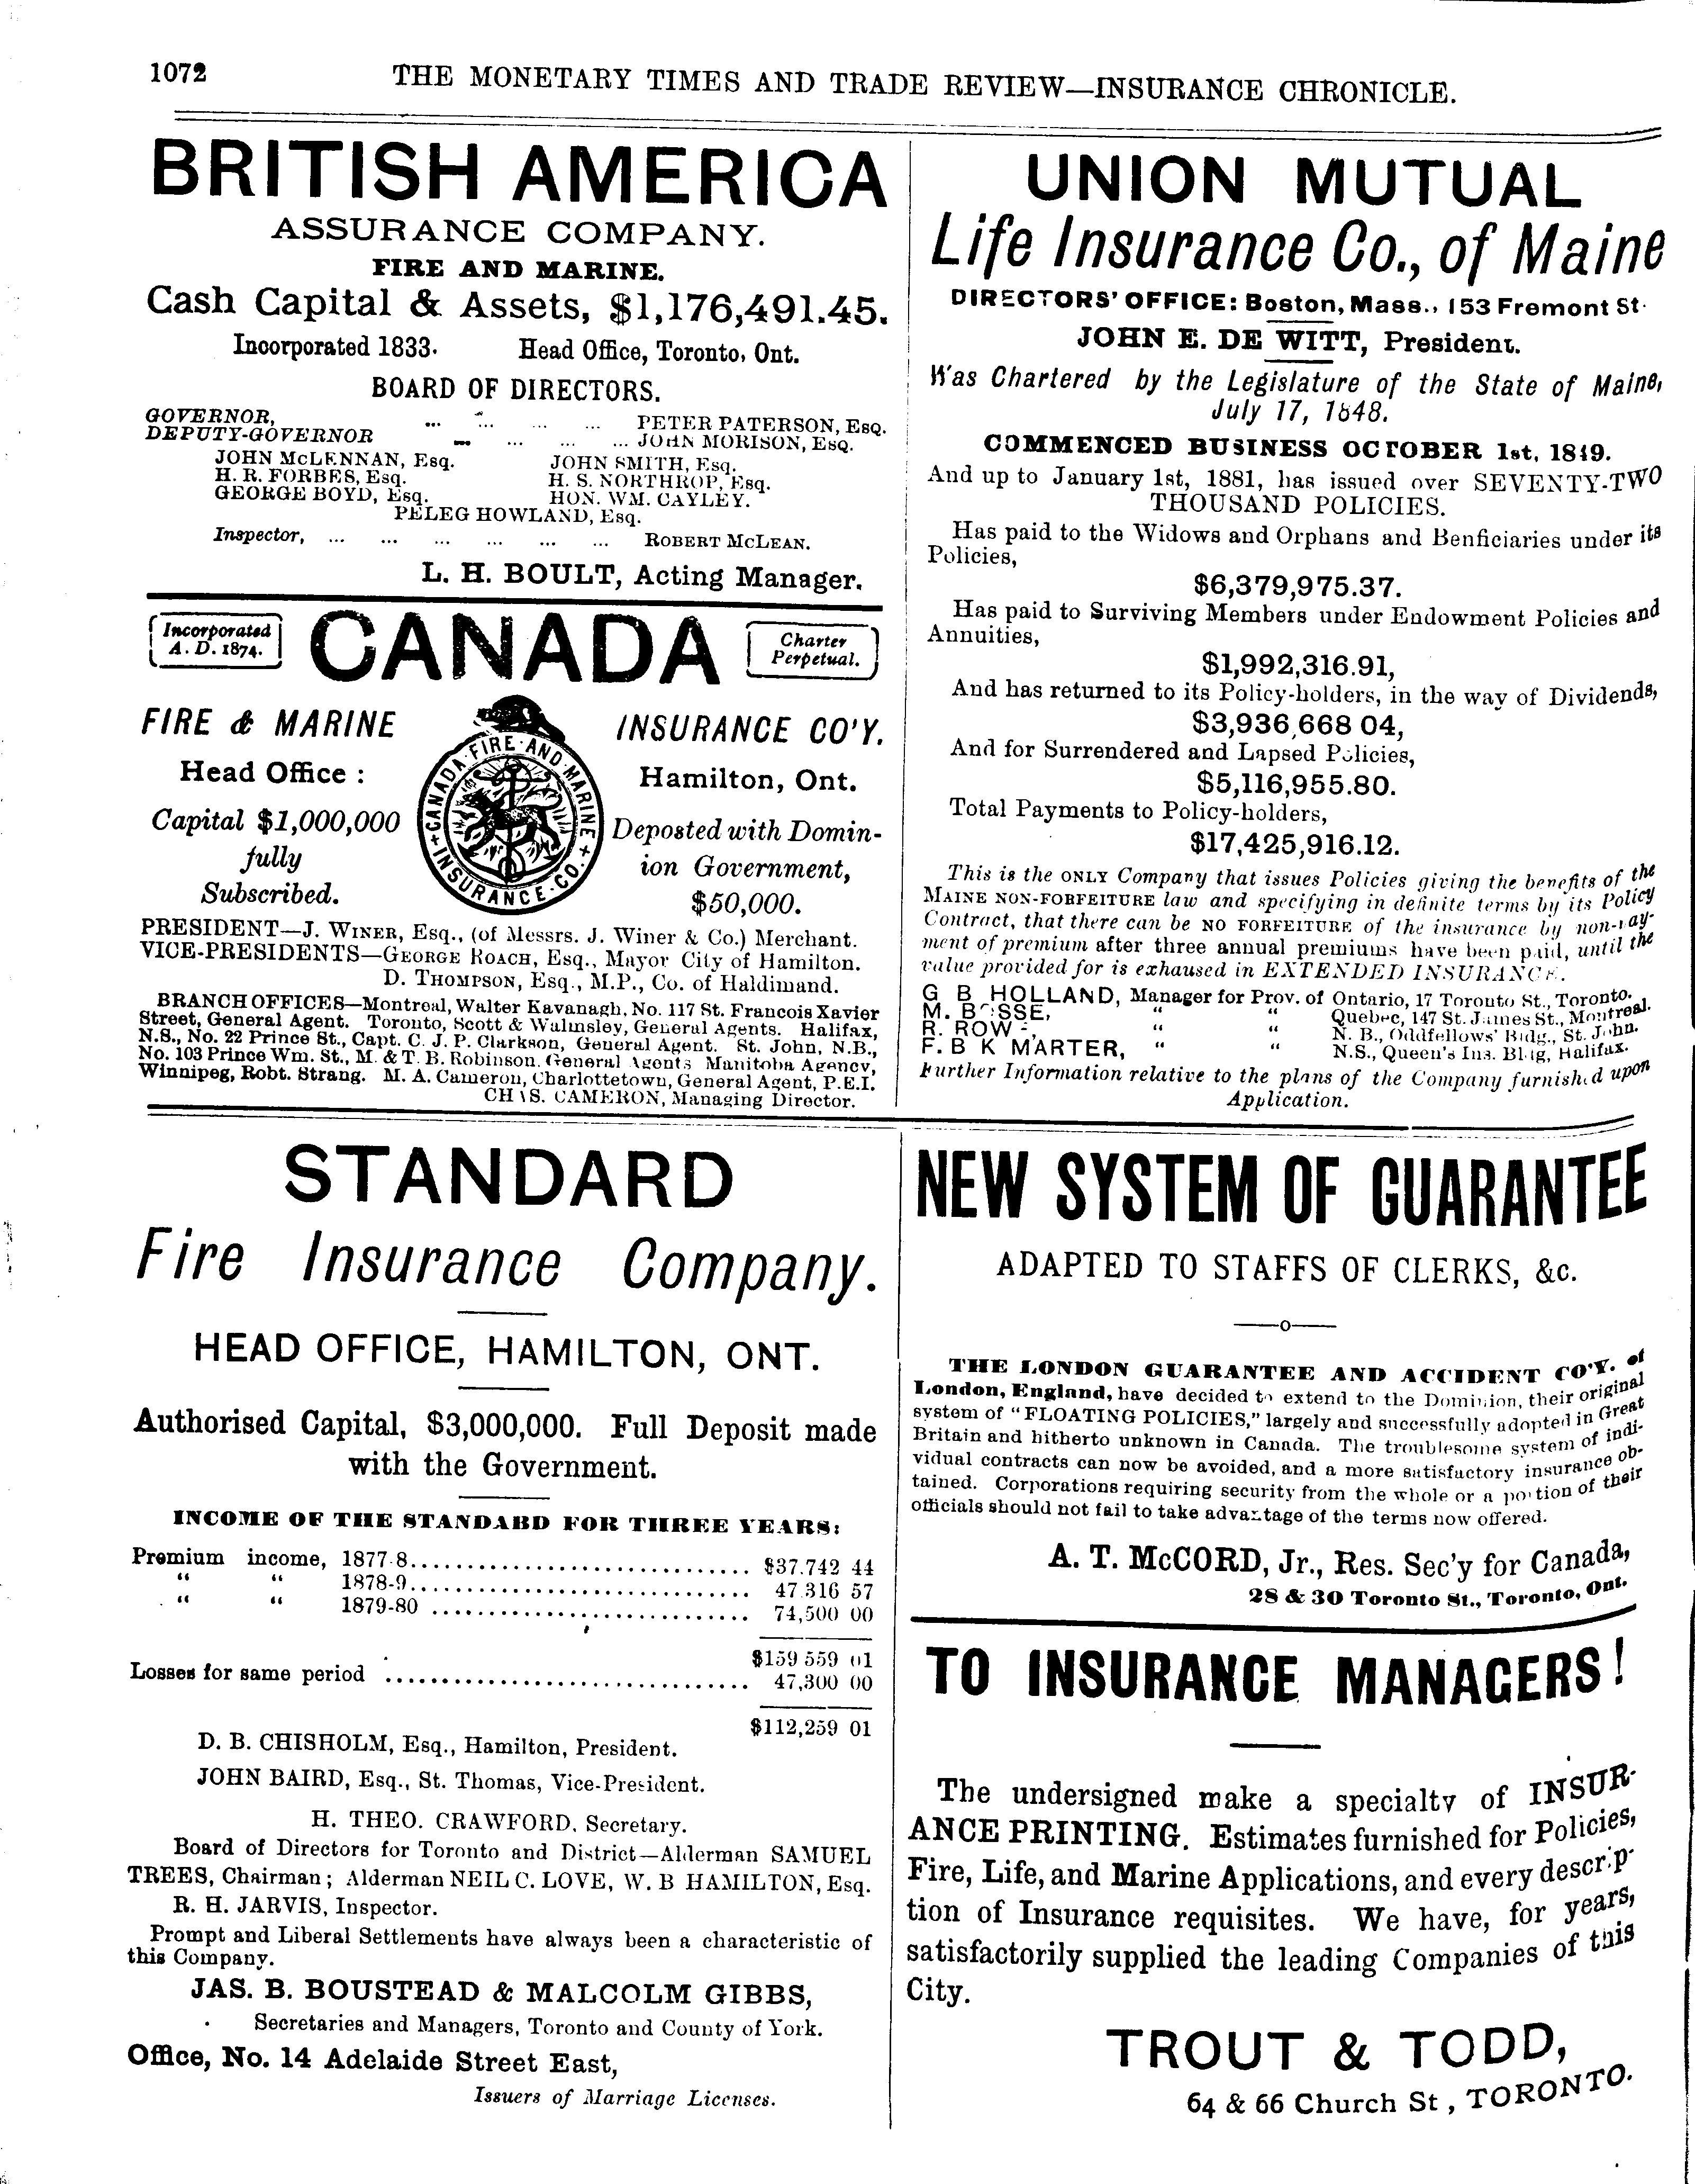 1072
THE MONETARY TIMES AND TRADE REVIEW—INSURANCE CHRONICLE.
BRITISH AMERICA
ASSURANCE COMPANY.
FIRE AND MARINE.
Cash Capital & Assets, $1,176,491.45.
Incorporated 1833. Head Office, Toronto, Ont.
BOARD OF DIRECTORS.
GOVERNOR, ... ... ... ... PETER PATERSON, Esq.
DEPUTY-GOVERNOR ... ... ... JOHN MORISON, Esq.
JOHN McLENNAN, Esq. JOHN SMITH, Esq.
H. R. FORBES, Esq. H. S. NORTHROP, Esq.
GEORGE BOYD, Esq. HON. WM. CAYLEY.
PELEG HOWLAND, Esq.
Inspector, ... ... ... ... ... ... ROBERT McLEAN.
L. H. BOULT, Acting Manager.
Incorporated
A. D. 1874.
CANADA
Charter
Perpetual.
FIRE & MARINE INSURANCE CO'Y.
CANADA·FIRE·AND·MARINE+INSURANCE·CO.+
Head Office : Hamilton, Ont.
Capital $1,000,000
fully
Subscribed.
Deposited with Domin-
ion Government,
$50,000.
PRESIDENT—J. WINER, Esq., (of Messrs. J. Winer & Co.) Merchant.
VICE-PRESIDENTS—GEORGE ROACH, Esq., Mayor City of Hamilton.
D. THOMPSON, Esq., M.P., Co. of Haldimand.
BRANCH OFFICES—Montreal, Walter Kavanagh, No. 117 St. Francois Xavier
Street, General Agent. Toronto, Scott & Walmsley, General Agents. Halifax,
N.S., No. 22 Prince St., Capt. C. J. P. Clarkson, General Agent. St. John, N.B.,
No. 103 Prince Wm. St., M. & T. B. Robinson, General Agents Manitoba Agency,
Winnipeg, Robt. Strang. M. A. Cameron, Charlottetown, General Agent, P.E.I.
CHAS. CAMERON, Managing Director.
STANDARD
Fire Insurance Company.
HEAD OFFICE, HAMILTON, ONT.
Authorised Capital, $3,000,000. Full Deposit made
with the Government.
INCOME OF THE STANDARD FOR THREE YEARS:
Premium income, 1877-8.............................. $37.742 44
" " 1878-9.............................. 47.316 57
" " 1879-80 ............................ 74,500 00
$159 559 01
Losses for same period ................................ 47,300 00
$112,259 01
D. B. CHISHOLM, Esq., Hamilton, President.
JOHN BAIRD, Esq., St. Thomas, Vice-President.
H. THEO. CRAWFORD, Secretary.
Board of Directors for Toronto and District—Alderman SAMUEL
TREES, Chairman; Alderman NEIL C. LOVE, W. B HAMILTON, Esq.
R. H. JARVIS, Inspector.
Prompt and Liberal Settlements have always been a characteristic of
this Company.
JAS. B. BOUSTEAD & MALCOLM GIBBS,
Secretaries and Managers, Toronto and County of York.
Office, No. 14 Adelaide Street East,
Issuers of Marriage Licenses.
UNION MUTUAL
Life Insurance Co., of Maine
DIRECTORS' OFFICE: Boston, Mass., 153 Fremont St.
JOHN E. DE WITT, President.
Was Chartered by the Legislature of the State of Maine,
July 17, 1848.
COMMENCED BUSINESS OCTOBER 1st, 1849.
And up to January 1st, 1881, has issued over SEVENTY-TWO
THOUSAND POLICIES.
Has paid to the Widows and Orphans and Benficiaries under its
Policies,
$6,379,975.37.
Has paid to Surviving Members under Endowment Policies and
Annuities,
$1,992,316.91,
And has returned to its Policy-holders, in the way of Dividends,
$3,936,668 04,
And for Surrendered and Lapsed Policies,
$5,116,955.80.
Total Payments to Policy-holders,
$17,425,916.12.
This is the ONLY Company that issues Policies giving the benefits of the
MAINE NON-FORFEITURE law and specifying in definite terms by its Policy
Contract, that there can be NO FORFEITURE of the insurance by non-pay-
ment of premium after three annual premiums have been paid, until the
value provided for is exhaused in EXTENDED INSURANCE.
G B HOLLAND, Manager for Prov. of Ontario, 17 Toronto St., Toronto.
M. BOSSE, " " Quebec, 147 St. James St., Montreal.
R. ROWE, " " N. B., Oddfellows' Bldg., St. John.
F. B K MARTER, " " N.S., Queen's Ins. Bldg, Halifax.
Further Information relative to the plans of the Company furnished upon
Application.
NEW SYSTEM OF GUARANTEE
ADAPTED TO STAFFS OF CLERKS, &c.
—o—
THE LONDON GUARANTEE AND ACCIDENT CO'Y. of
London, England, have decided to extend to the Dominion, their original
system of "FLOATING POLICIES," largely and successfully adopted in Great
Britain and hitherto unknown in Canada. The troublesome system of indi-
vidual contracts can now be avoided, and a more satisfactory insurance ob-
tained. Corporations requiring security from the whole or a portion of their
officials should not fail to take advantage of the terms now offered.
A. T. McCORD, Jr., Res. Sec'y for Canada,
28 & 30 Toronto St., Toronto, Ont.
TO INSURANCE MANAGERS!
The undersigned make a specialty of INSUR-
ANCE PRINTING. Estimates furnished for Policies,
Fire, Life, and Marine Applications, and every descrip-
tion of Insurance requisites. We have, for years,
satisfactorily supplied the leading Companies of this
City.
TROUT & TODD,
64 & 66 Church St , TORONTO.